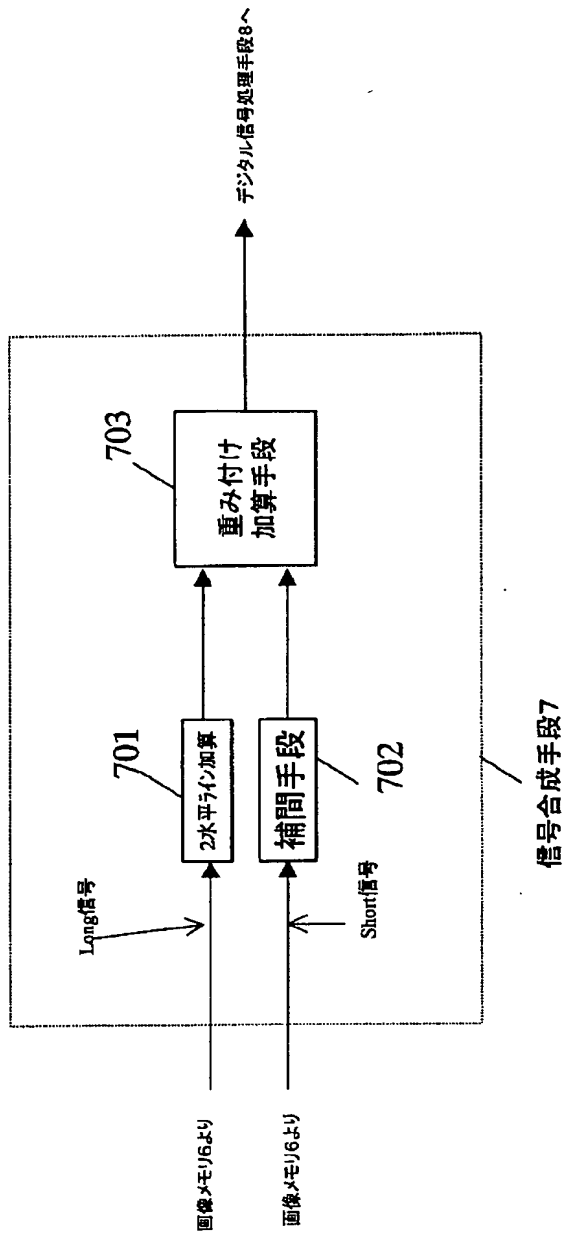 画像メモリ6より
画像メモリ6より
Long信号
Short信号
701
2水平ライン加算
702
補間手段
703
重み付け
加算手段
デジタル信号処理手段8へ
信号合成手段7